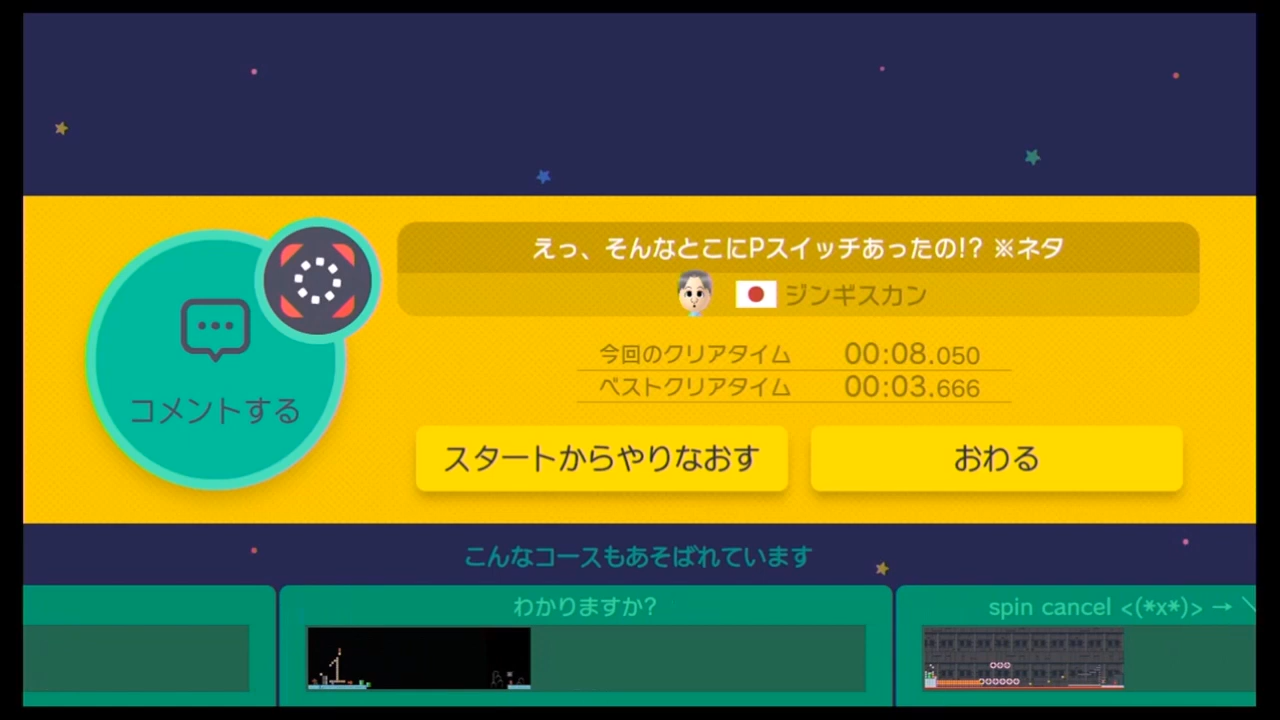 えっ、そんなとこにPスイッチあったの!? ※ネタ
ジンギスカン
今回のクリアタイム 00:08.050
ベストクリアタイム 00:03.666
コメントする
スタートからやりなおす
おわる
こんなコースもあそばれています
わかりますか?
spin cancel <(*x*)> → ＼